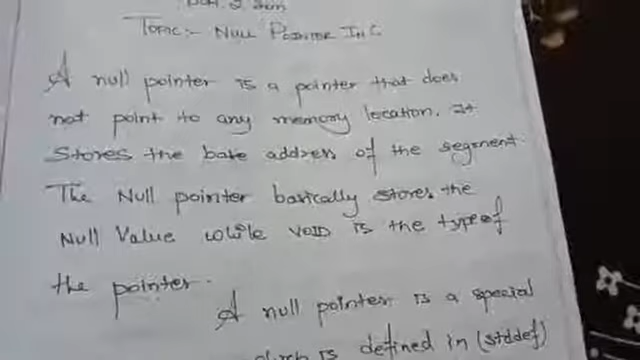 Topic:- Null Pointer In C
A null pointer is a pointer that does
not point to any memory location. It
stores the base address of the segment
The Null pointer basically stores the
Null Value while void is the type of
the pointer.
A null pointer is a special
is defined in (stddef)